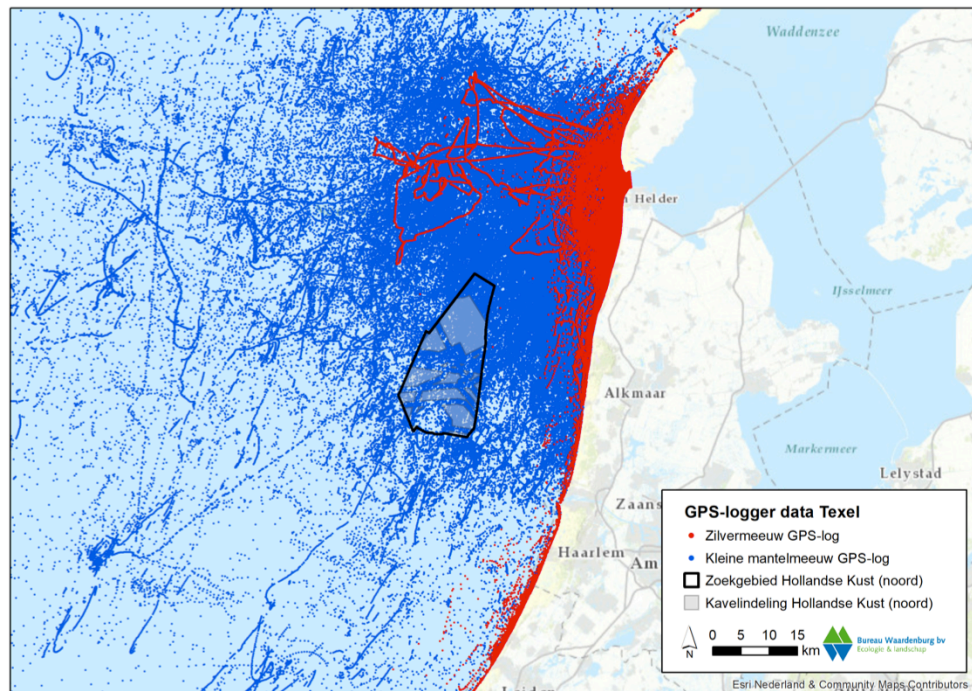 Waddenzee
n Helder
IJsselmeer
Alkmaar
Markermeer
Lelystad
Zaans
Haarlem
Am
GPS-logger data Texel
Zilvermeeuw GPS-log
Kleine mantelmeeuw GPS-log
Zoekgebied Hollandse Kust (noord)
Kavelindeling Hollandse Kust (noord)
N
0 5 10 15
km
Bureau Waardenburg bv
Ecologie & landschap
Leiden
Esri Nederland & Community Maps Contributors